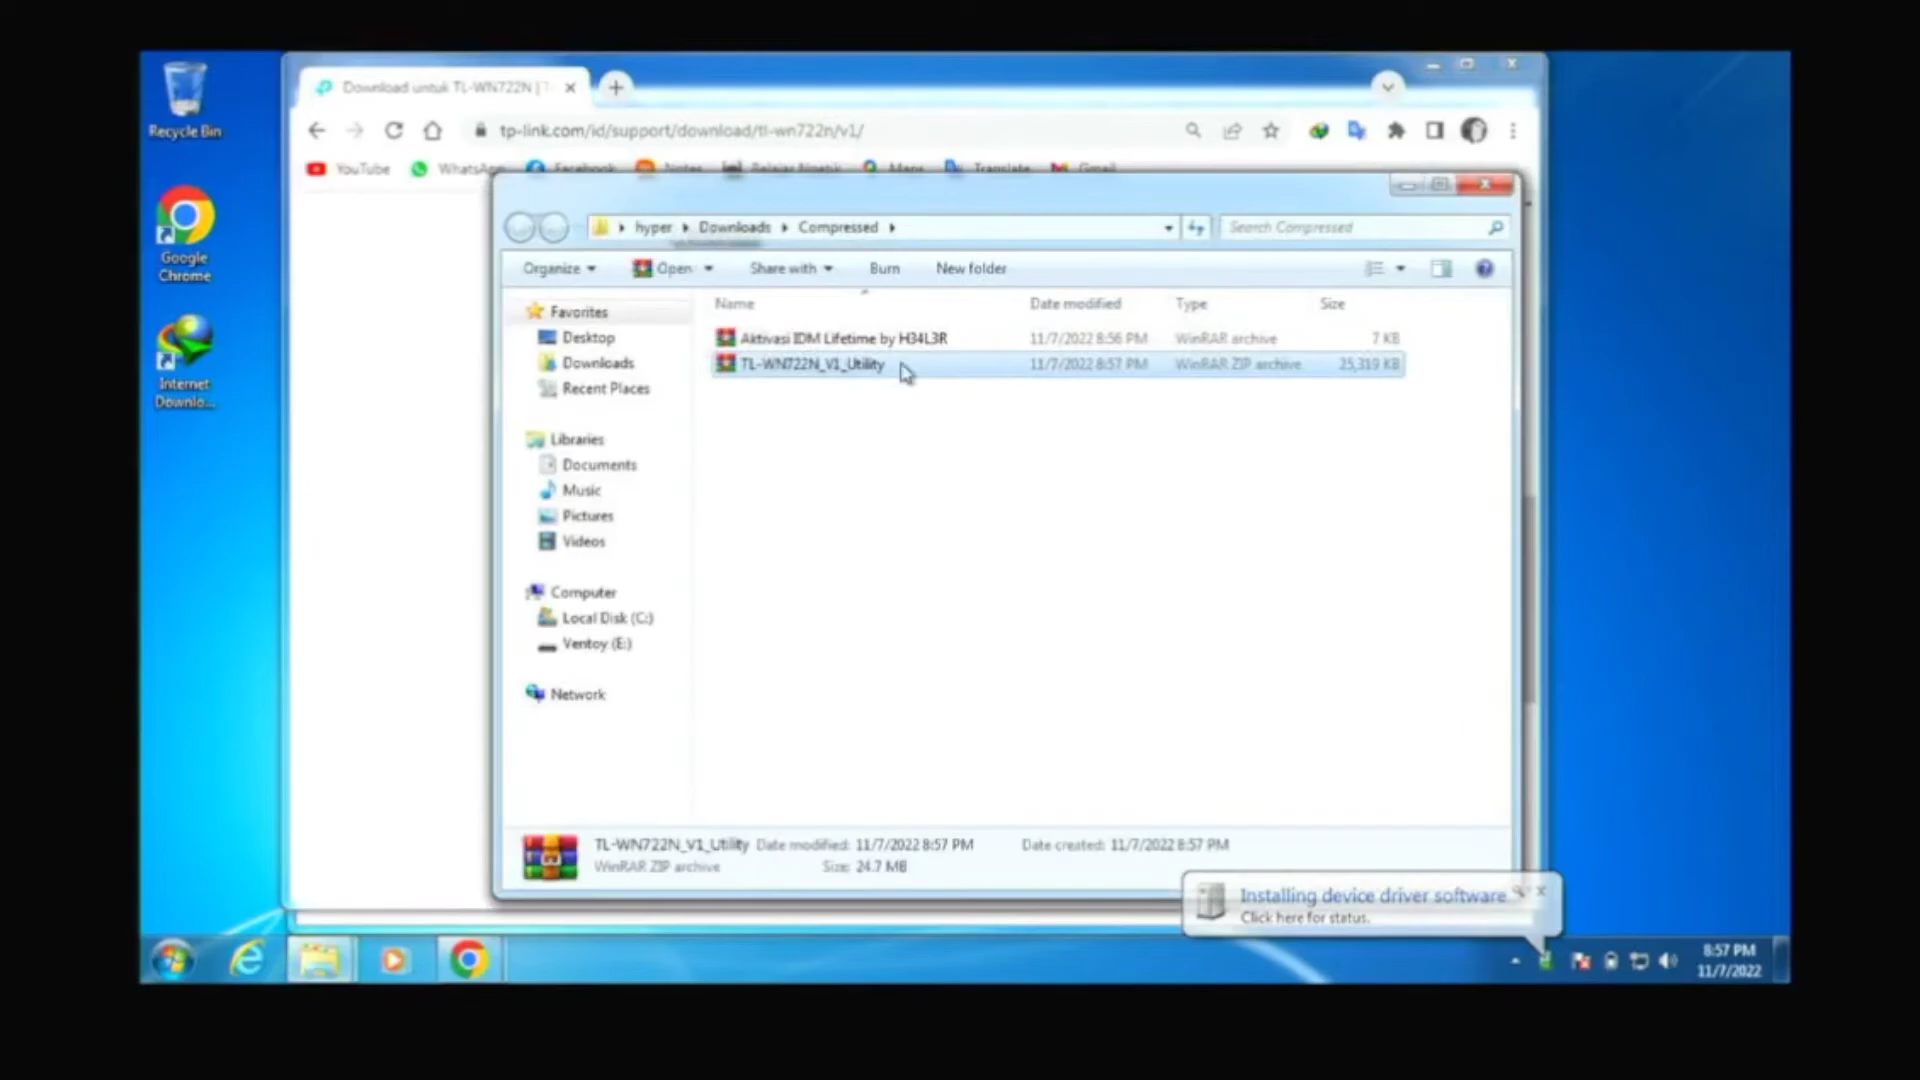 Recycle Bin
Google
Chrome
Internet
Downlo...
Download untuk TL-WN722N | T
tp-link.com/id/support/download/tl-wn722n/v1/
YouTube WhatsApp Facebook Notes Belajar Ngetik Maps Translate Gmail
hyper Downloads Compressed
Search Compressed
Organize Open Share with Burn New folder
Name Date modified Type Size
Aktivasi IDM Lifetime by H34L3R 11/7/2022 8:56 PM WinRAR archive 7 KB
TL-WN722N_V1_Utility 11/7/2022 8:57 PM WinRAR ZIP archive 25,319 KB
Favorites
Desktop
Downloads
Recent Places
Libraries
Documents
Music
Pictures
Videos
Computer
Local Disk (C:)
Ventoy (E:)
Network
TL-WN722N_V1_Utility Date modified: 11/7/2022 8:57 PM Date created: 11/7/2022 8:57 PM
WinRAR ZIP archive Size: 24.7 MB
Installing device driver software
Click here for status.
8:57 PM
11/7/2022